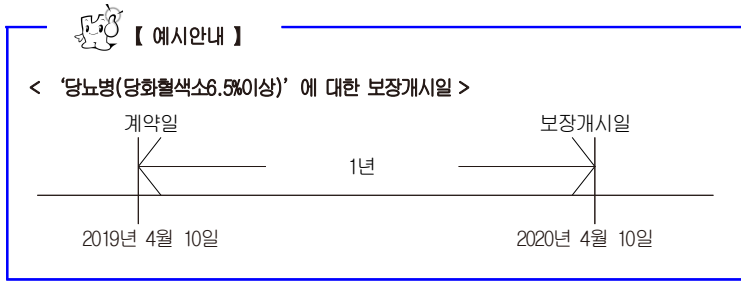 【 예시안내 】
< ‘당뇨병(당화혈색소6.5%이상)’에 대한 보장개시일 >
계약일 보장개시일
1년
2019년 4월 10일 2020년 4월 10일